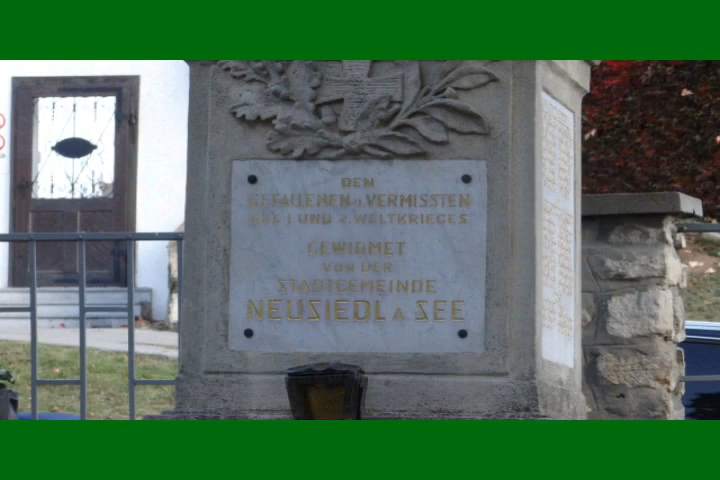 DEN
GEFALLENEN u. VERMISSTEN
DES 1. UND 2. WELTKRIEGES
GEWIDMET
VON DER
STADTGEMEINDE
NEUSIEDL A SEE